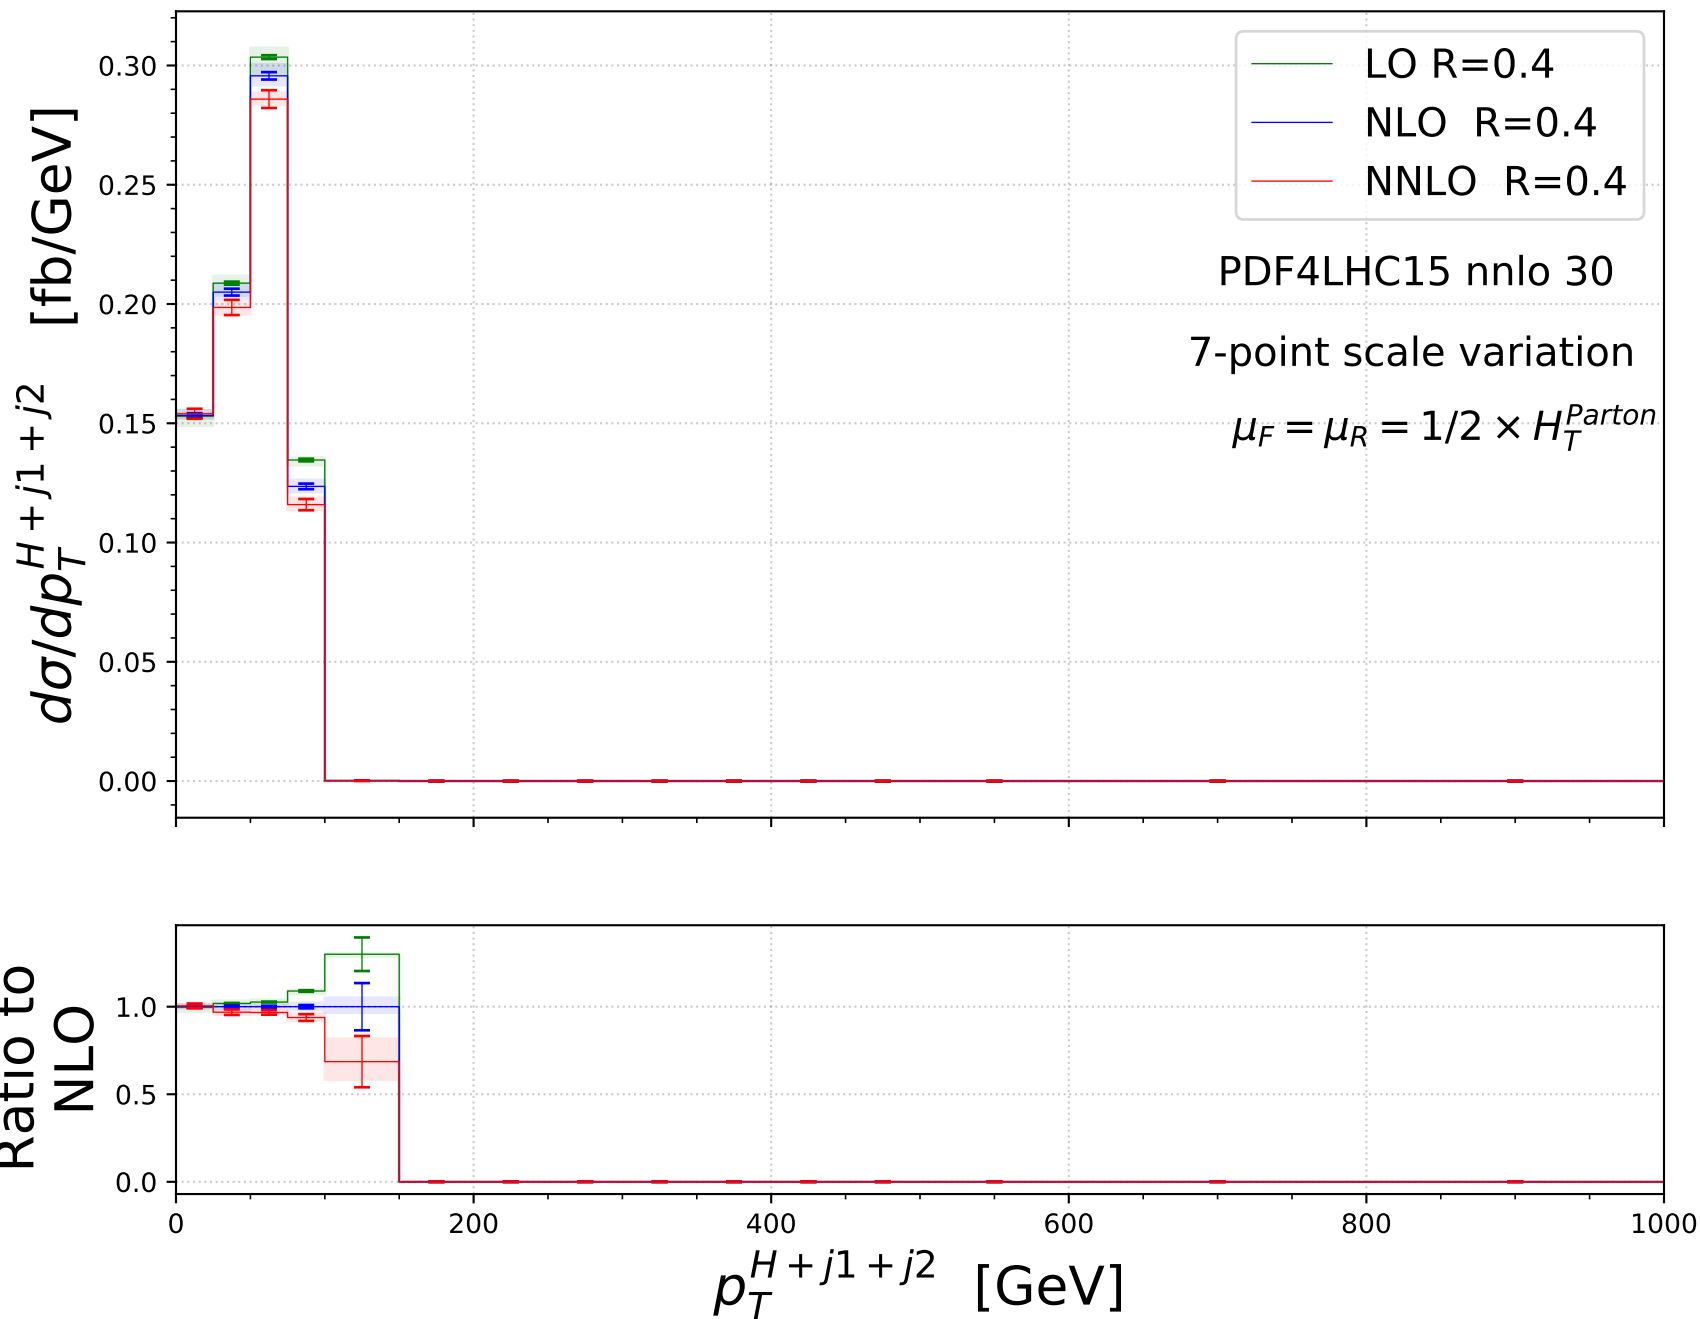 0.30
0.25
0.20
0.15
0.10
0.05
0.00
dσ/dp_T^{H + j1 + j2} [fb/GeV]
LO R=0.4
NLO R=0.4
NNLO R=0.4
PDF4LHC15 nnlo 30
7-point scale variation
μ_F = μ_R = 1/2 × H_T^{Parton}
1.0
0.5
0.0
Ratio to
NLO
0 200 400 600 800 1000
p_T^{H + j1 + j2} [GeV]